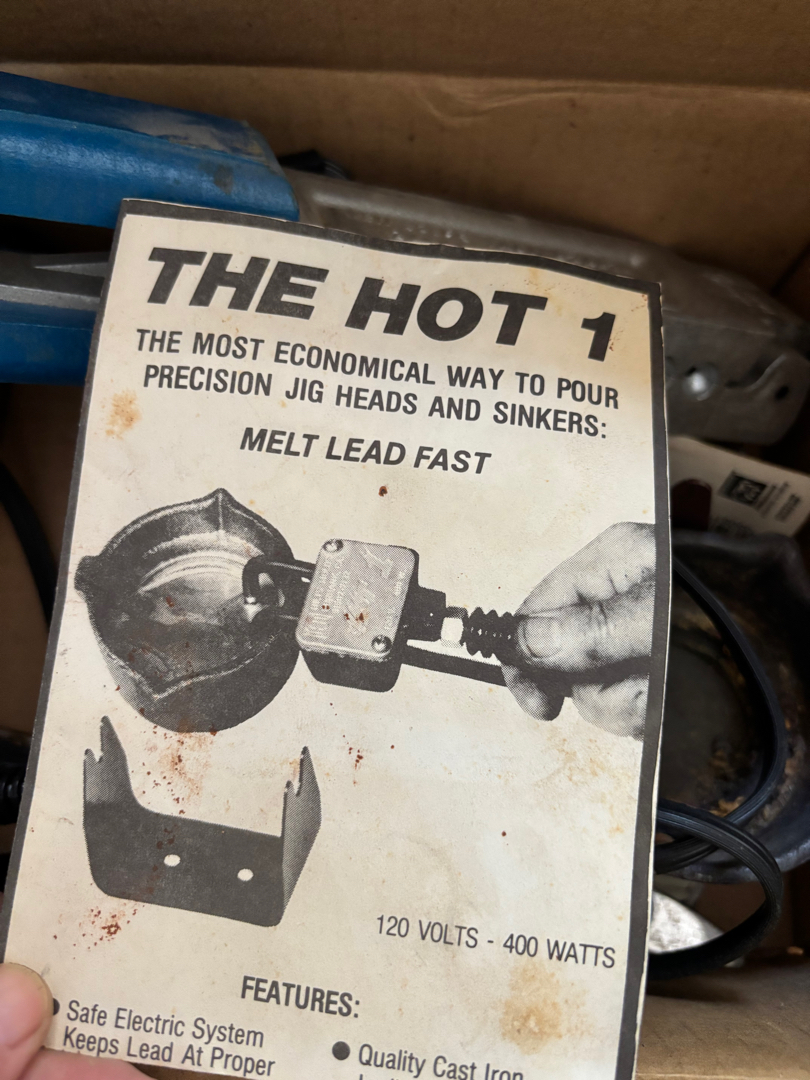 THE HOT 1
THE MOST ECONOMICAL WAY TO POUR
PRECISION JIG HEADS AND SINKERS:
MELT LEAD FAST
120 VOLTS - 400 WATTS
FEATURES:
● Safe Electric System
Keeps Lead At Proper
● Quality Cast Iron